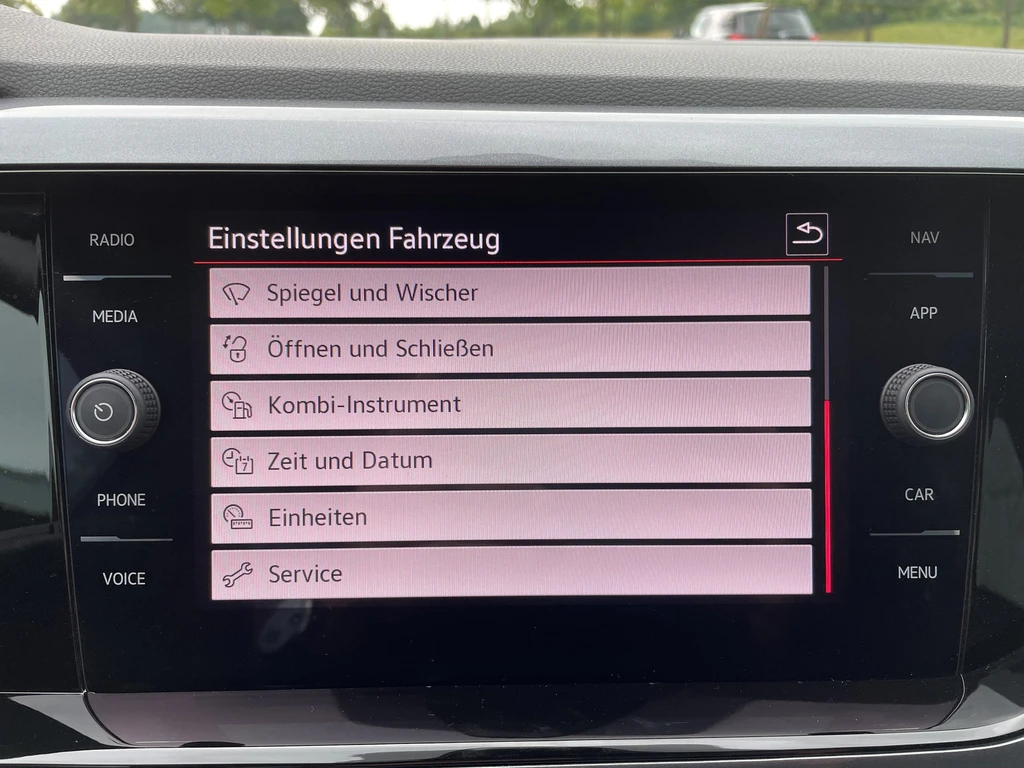 RADIO
MEDIA
PHONE
VOICE
Einstellungen Fahrzeug
Spiegel und Wischer
Öffnen und Schließen
Kombi-Instrument
Zeit und Datum
7
Einheiten
Service
NAV
APP
CAR
MENU